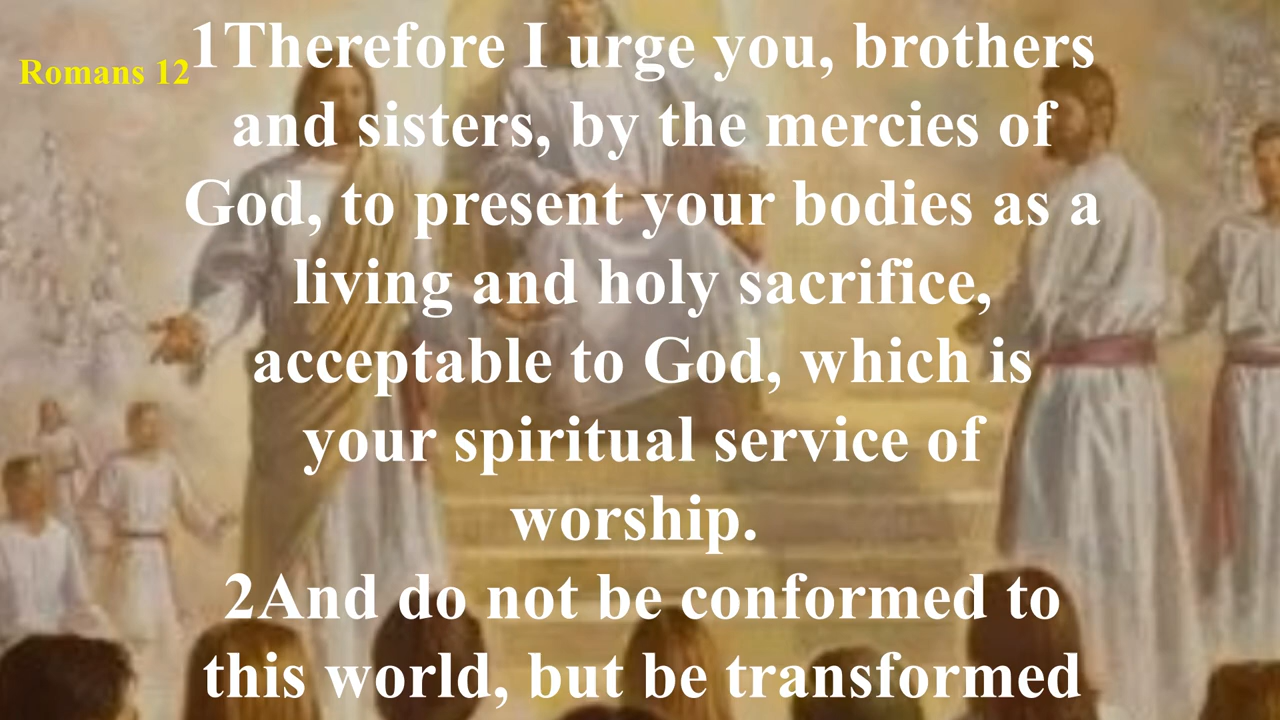 Romans 12
1Therefore I urge you, brothers
and sisters, by the mercies of
God, to present your bodies as a
living and holy sacrifice,
acceptable to God, which is
your spiritual service of
worship.
2And do not be conformed to
this world, but be transformed